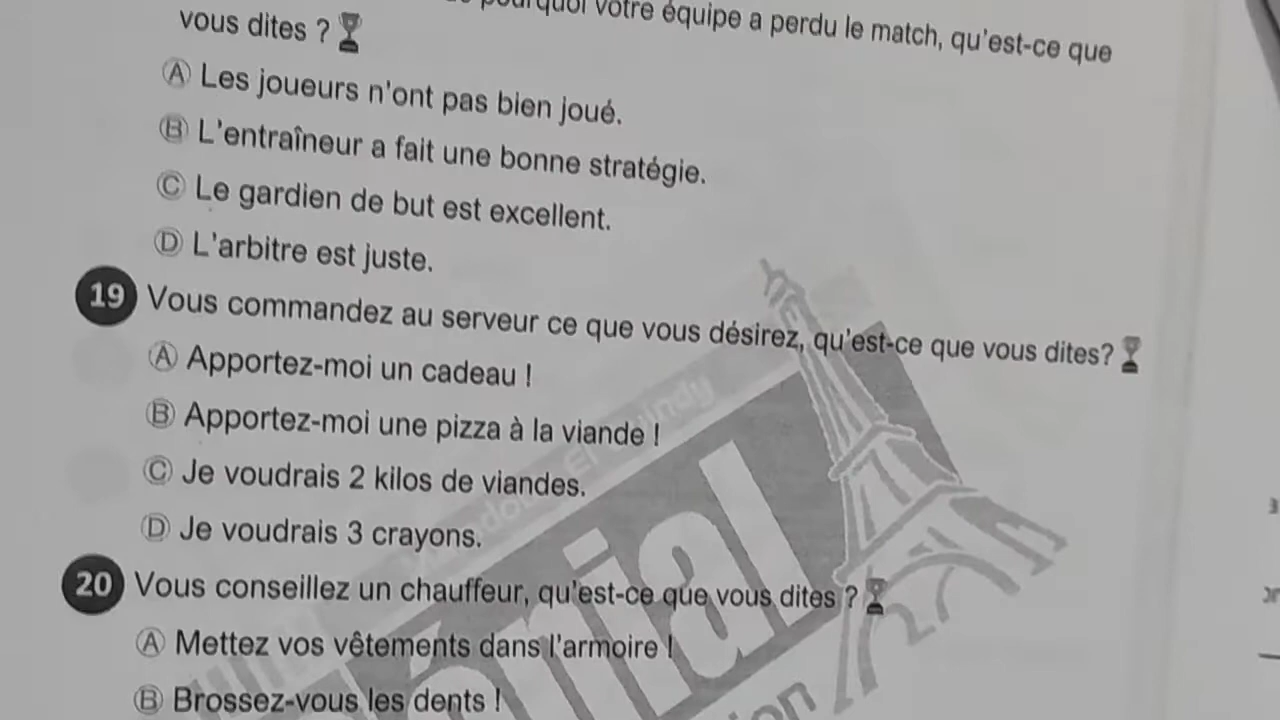 pourquoi votre équipe a perdu le match, qu'est-ce que
vous dites ?
A Les joueurs n'ont pas bien joué.
B L'entraîneur a fait une bonne stratégie.
C Le gardien de but est excellent.
D L'arbitre est juste.
19 Vous commandez au serveur ce que vous désirez, qu'est-ce que vous dites?
A Apportez-moi un cadeau !
B Apportez-moi une pizza à la viande !
C Je voudrais 2 kilos de viandes.
D Je voudrais 3 crayons.
20 Vous conseillez un chauffeur, qu'est-ce que vous dites ?
A Mettez vos vêtements dans l'armoire !
B Brossez-vous les dents !